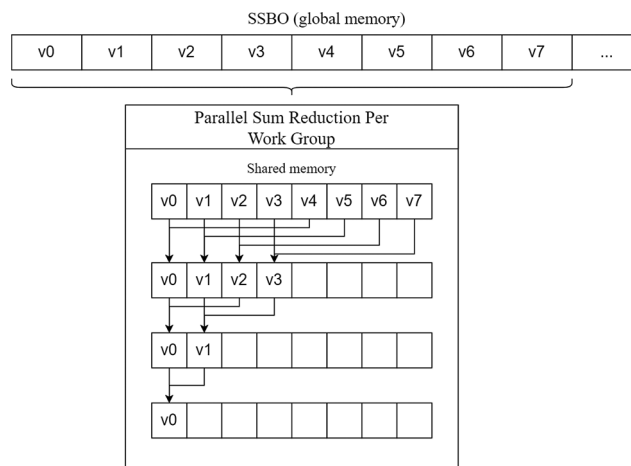 SSBO (global memory)
v0 v1 v2 v3 v4 v5 v6 v7 ...
Parallel Sum Reduction Per
Work Group
Shared memory
v0 v1 v2 v3 v4 v5 v6 v7
v0 v1 v2 v3
v0 v1
v0